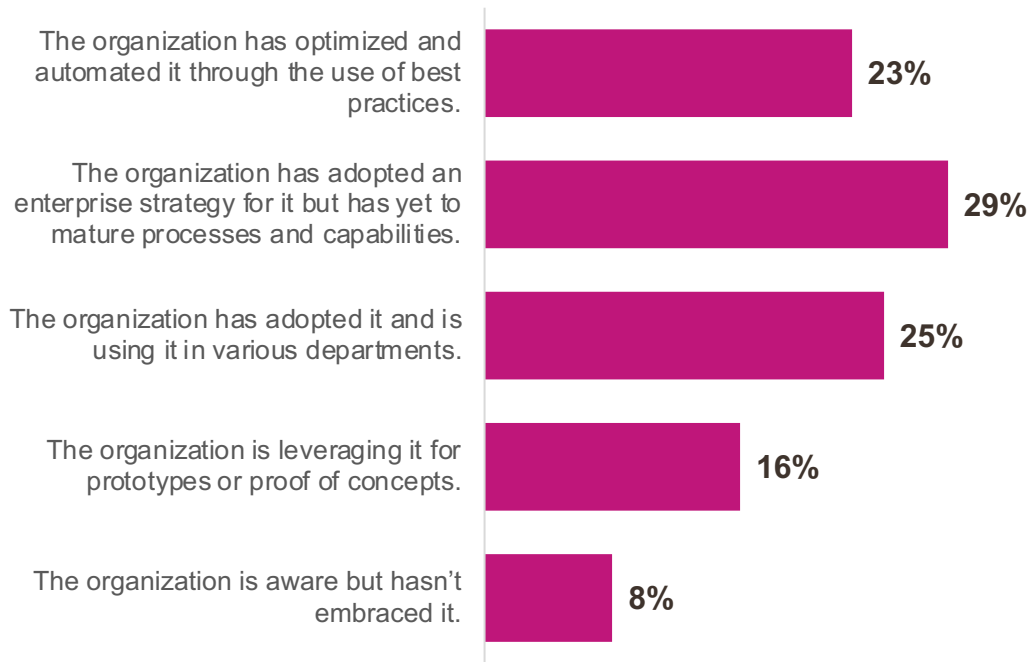 The organization has optimized and
automated it through the use of best
practices.
23%
The organization has adopted an
enterprise strategy for it but has yet to
mature processes and capabilities.
29%
The organization has adopted it and is
using it in various departments.
25%
The organization is leveraging it for
prototypes or proof of concepts.
16%
The organization is aware but hasn’t
embraced it.
8%